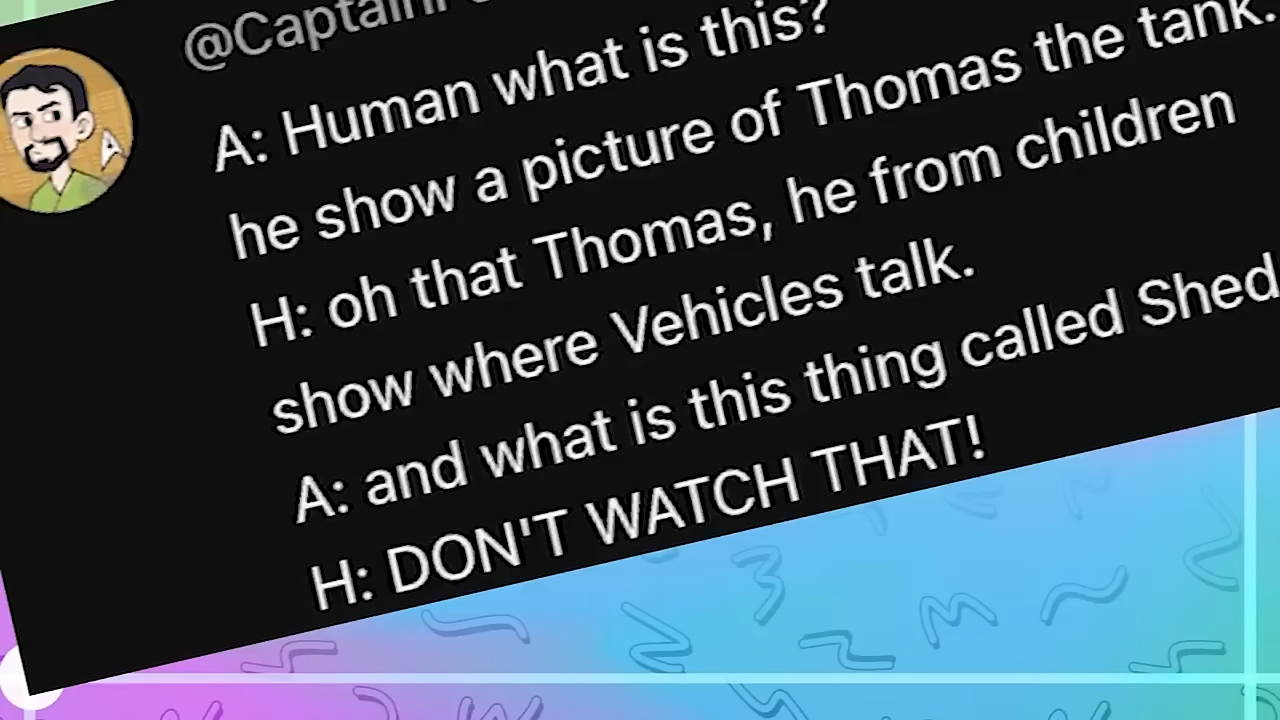 A: Human what is this?
he show a picture of Thomas the tank.
H: oh that Thomas, he from children
show where Vehicles talk.
A: and what is this thing called Shed
H: DON'T WATCH THAT!